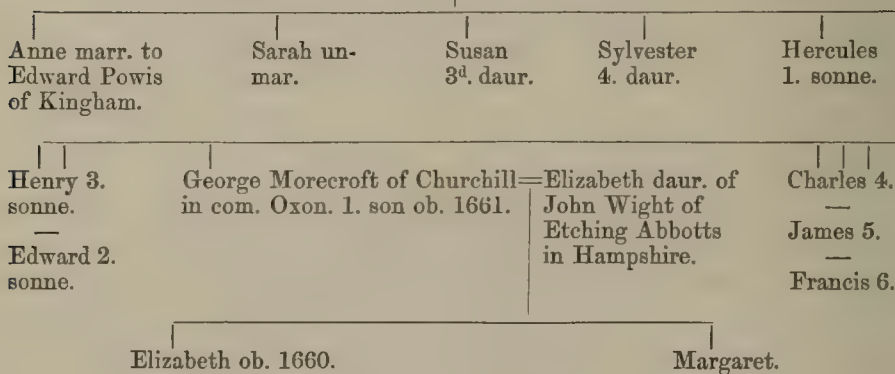 Anne marr. to
Edward Powis
of Kingham.
Sarah un-
mar.
Susan
3d. daur.
Sylvester
4. daur.
Hercules
1. sonne.
Henry 3.
sonne.
—
Edward 2.
sonne.
George Morecroft of Churchill=Elizabeth daur. of
in com. Oxon. 1. son ob. 1661.
John Wight of
Etching Abbotts
in Hampshire.
Charles 4.
—
James 5.
—
Francis 6.
Elizabeth ob. 1660.
Margaret.